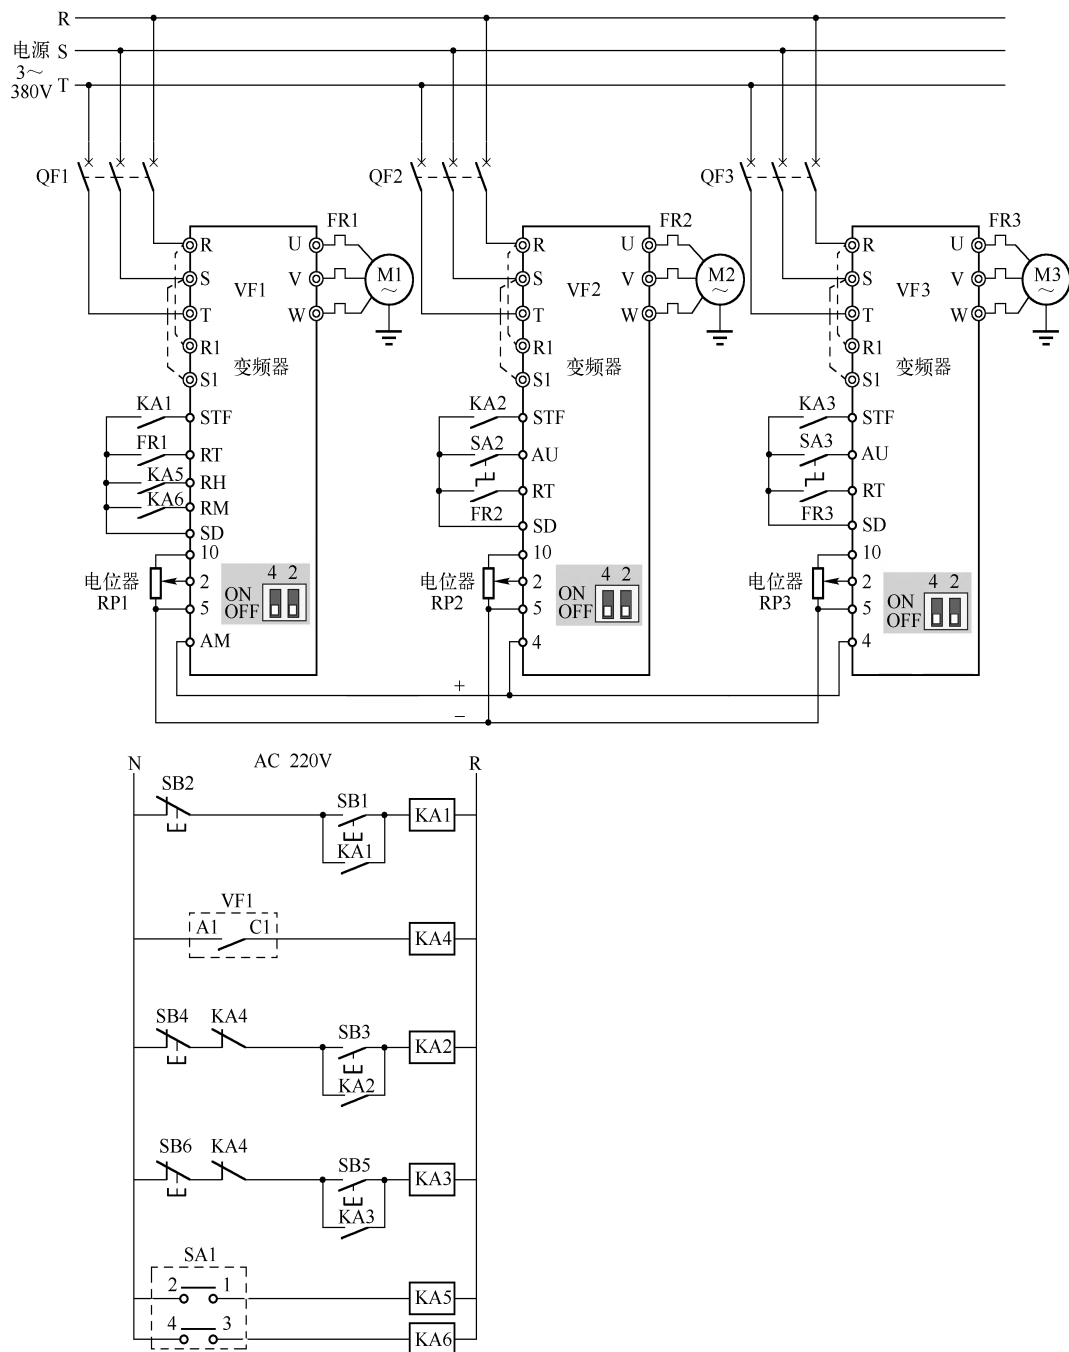 R
电源 S
3～
380V T
QF1 QF2 QF3
FR1 FR2 FR3
R U R U R U
S VF1 V M1 ～ S VF2 V M2 ～ S VF3 V M3 ～
T W T W T W
R1 R1 R1
变频器 变频器 变频器
S1 S1 S1
KA1 STF KA2 STF KA3 STF
FR1 RT SA2 AU SA3 AU
KA5 RH
KA6 RM RT RT
FR2 FR3
SD SD SD
10 10 10
电位器 2 电位器 2 电位器 2
RP1 RP2 RP3
4 2 4 2 4 2
ON ON ON
OFF OFF OFF
5 5 5
AM 4 4
+
−
N AC 220V R
SB2 SB1 KA1
KA1
VF1
A1 C1 KA4
SB4 KA4 SB3 KA2
KA2
SB6 KA4 SB5 KA3
KA3
SA1
2 1 KA5
4 3 KA6